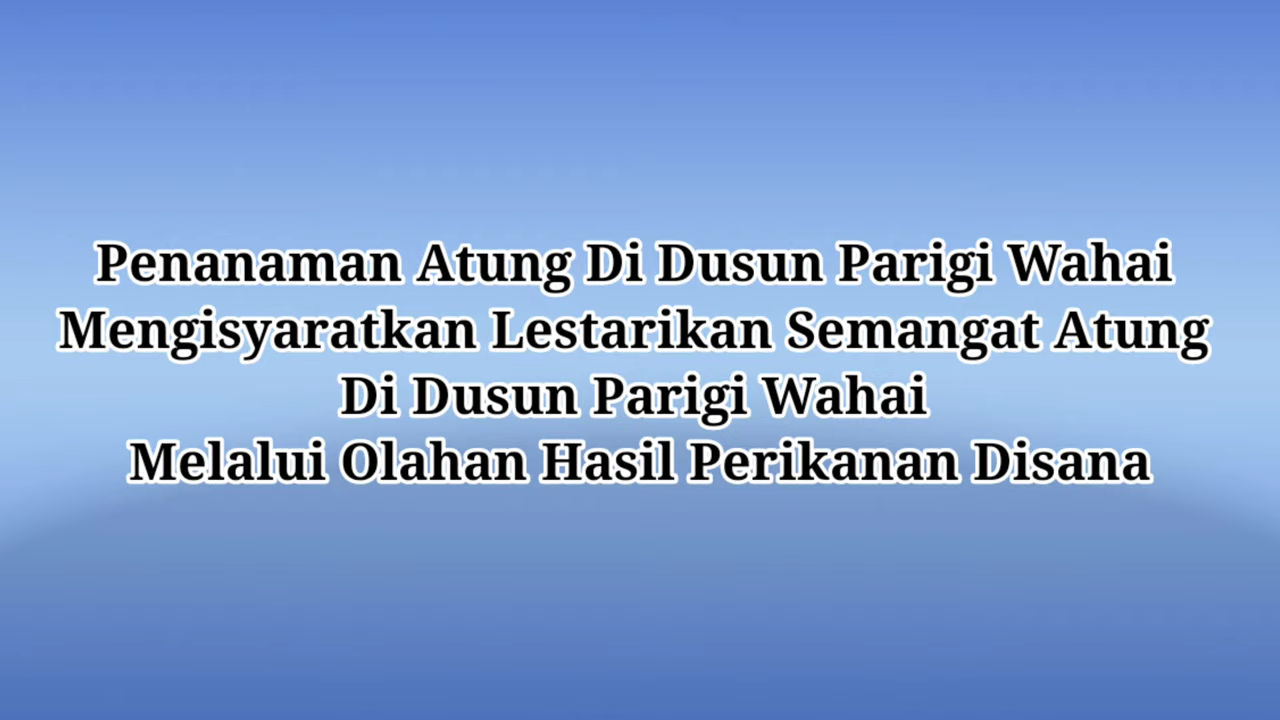 Penanaman Atung Di Dusun Parigi Wahai
Mengisyaratkan Lestarikan Semangat Atung
Di Dusun Parigi Wahai
Melalui Olahan Hasil Perikanan Disana